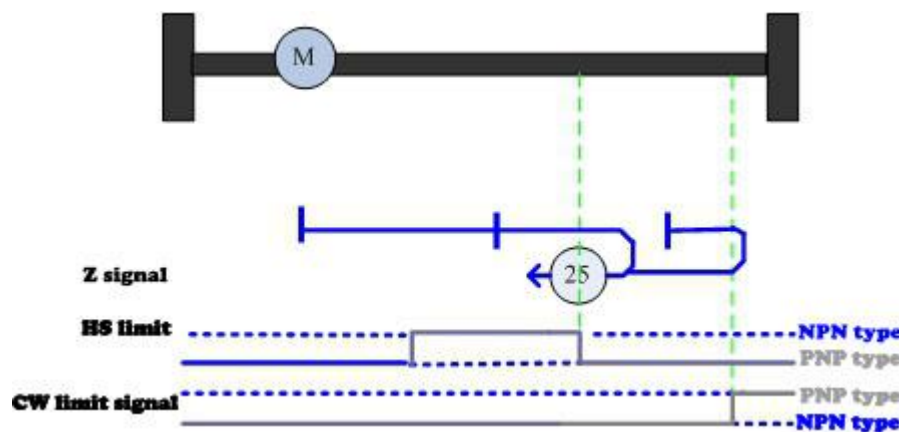 M
Z signal
25
HS limit
NPN type
PNP type
CW limit signal
PNP type
NPN type